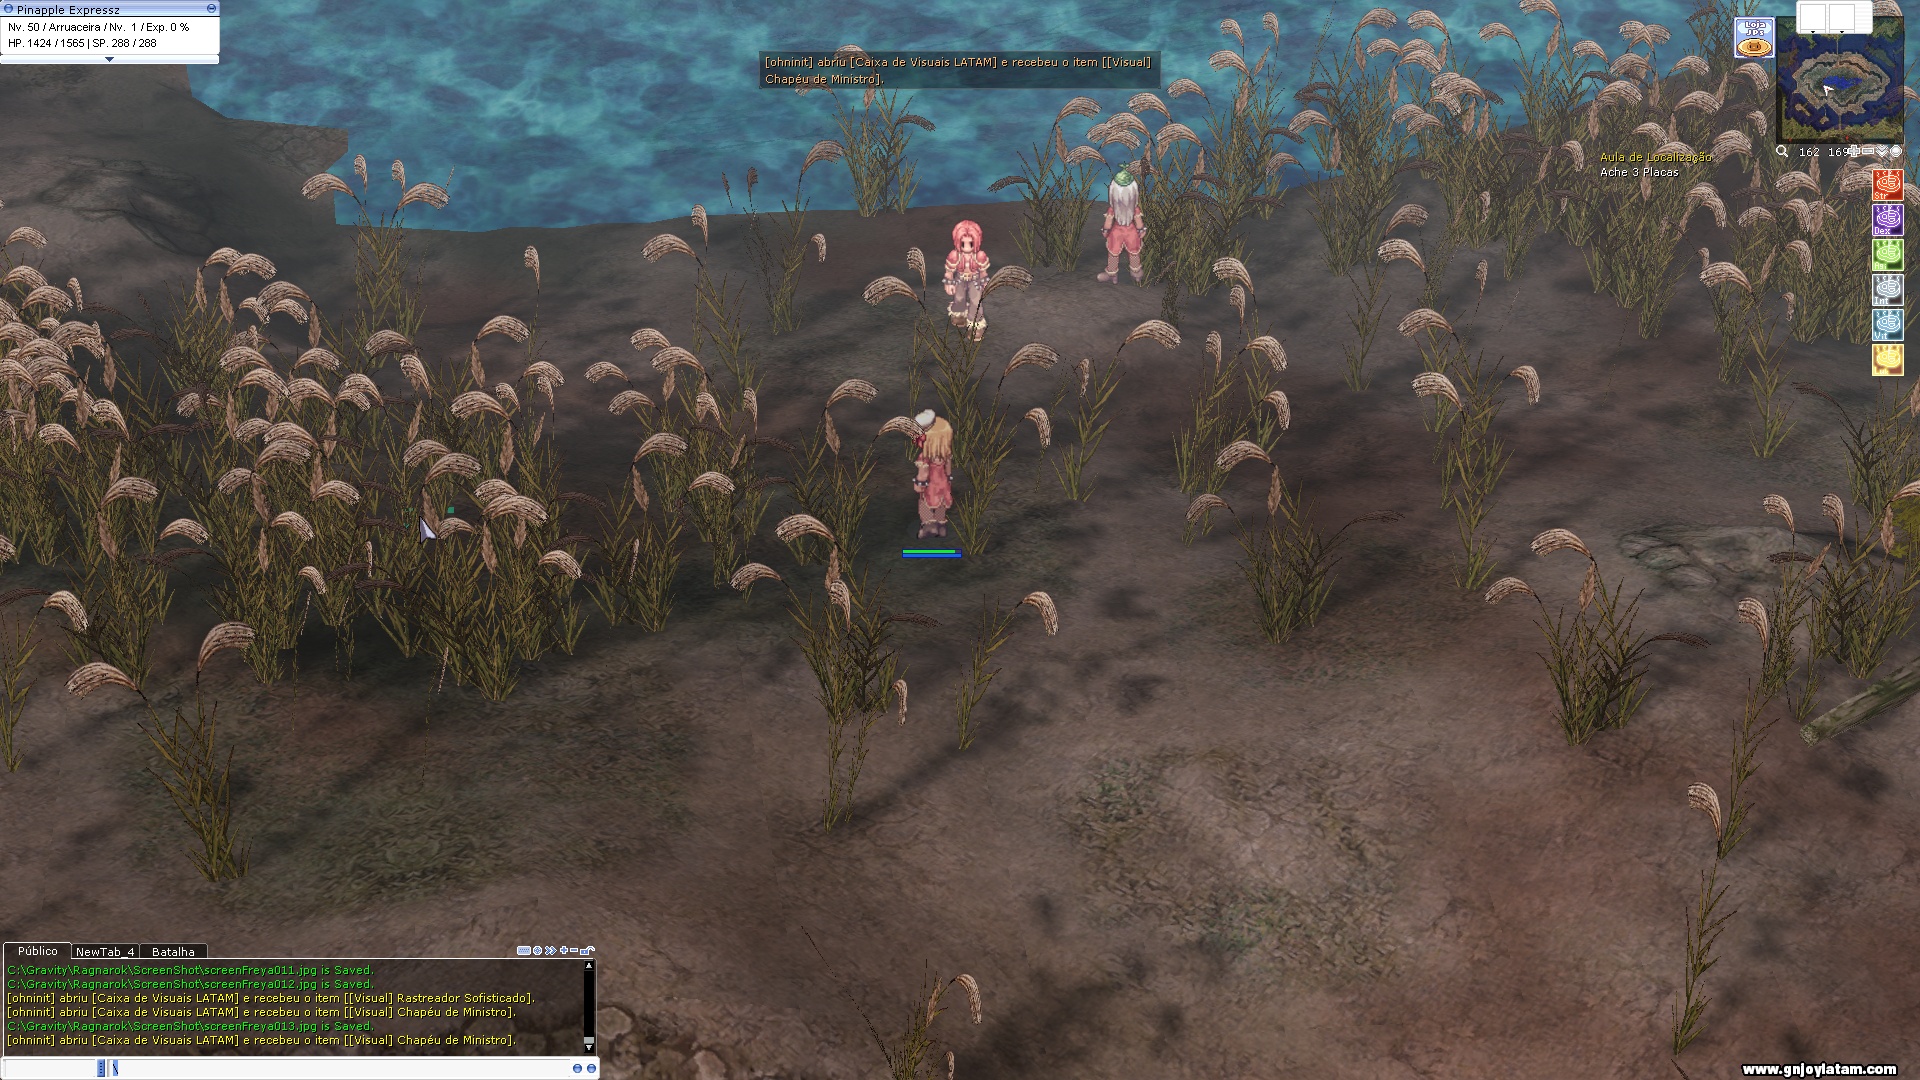 Pinapple Expressz
Nv. 50 / Arruaceira / Nv. 1 / Exp. 0 %
HP. 1424 / 1565 | SP. 288 / 288
[ohninit] abriu [Caixa de Visuais LATAM] e recebeu o item [[Visual]
Chapéu de Ministro].
Loja
162 169
Aula de Localização
Ache 3 Placas
Str
Dex
Int
Vit
Público NewTab_4 Batalha
C:\Gravity\Ragnarok\ScreenShot\screenFreya011.jpg is Saved.
C:\Gravity\Ragnarok\ScreenShot\screenFreya012.jpg is Saved.
[ohninit] abriu [Caixa de Visuais LATAM] e recebeu o item [[Visual] Rastreador Sofisticado].
[ohninit] abriu [Caixa de Visuais LATAM] e recebeu o item [[Visual] Chapéu de Ministro].
C:\Gravity\Ragnarok\ScreenShot\screenFreya013.jpg is Saved.
[ohninit] abriu [Caixa de Visuais LATAM] e recebeu o item [[Visual] Chapéu de Ministro].
\
www.gnjoylatam.com